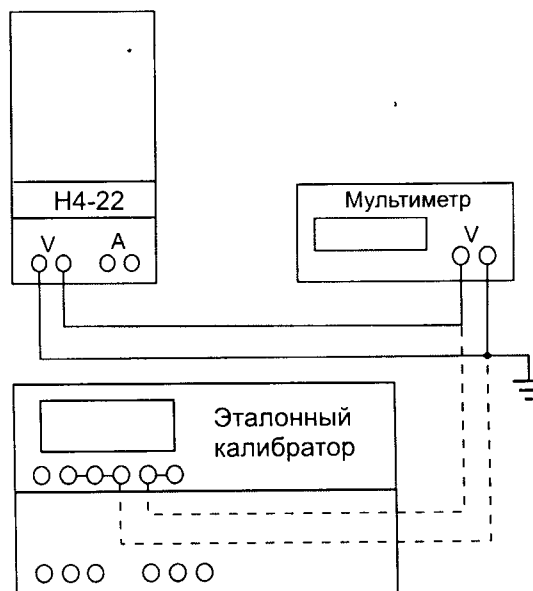 Н4-22
V A
Мультиметр
V
Эталонный
калибратор